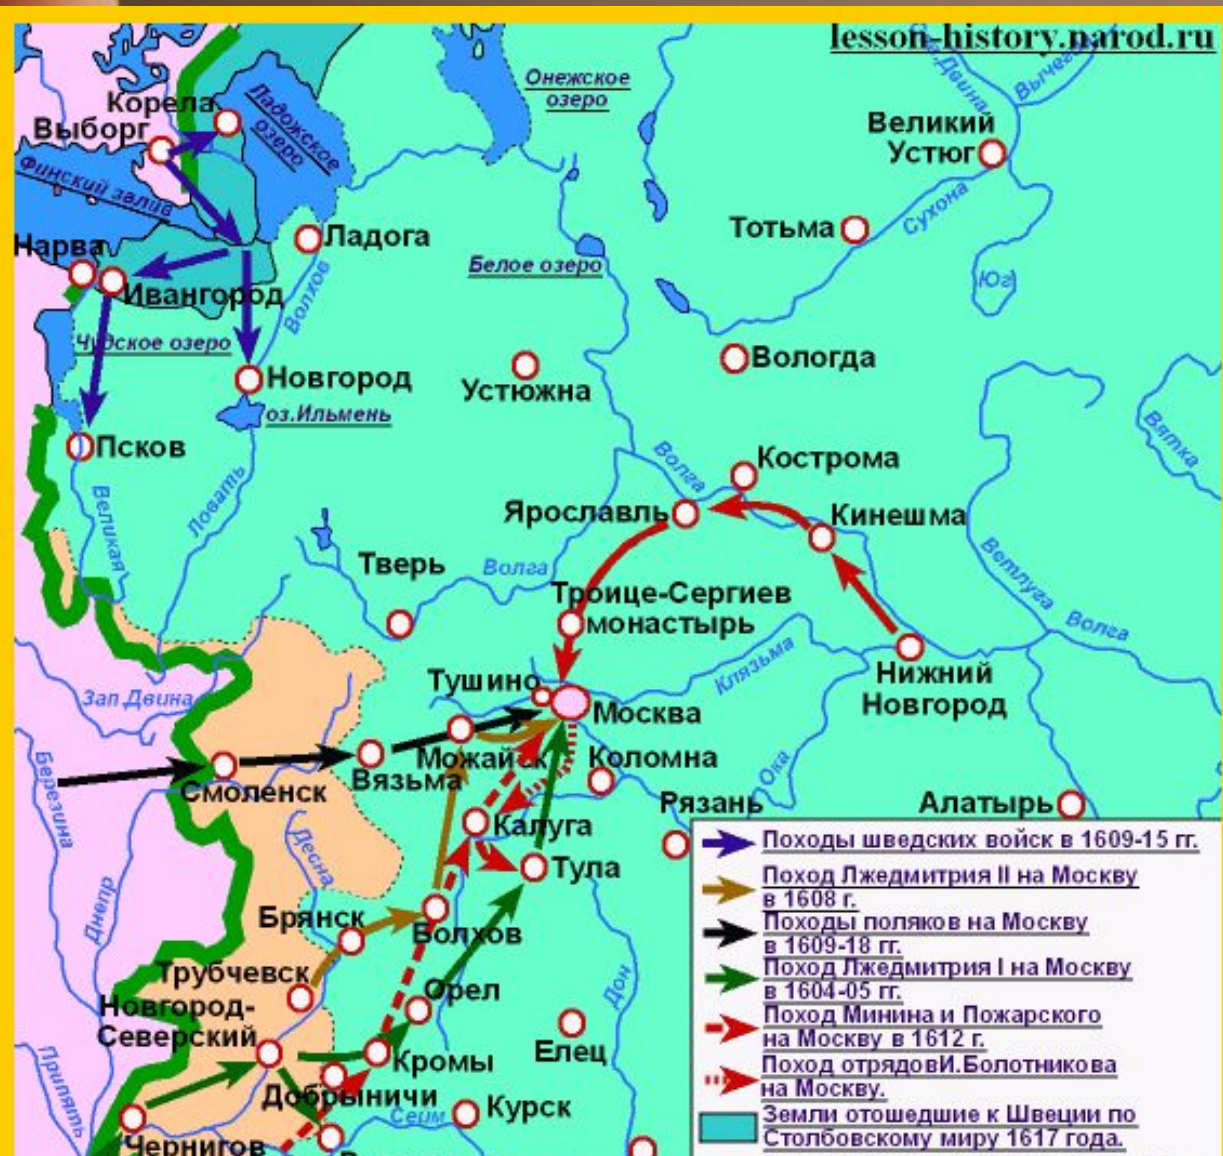 lesson-history.narod.ru
Онежское
озеро
Корела
Выборг
Ладожское
озеро
Финский залив
Великий
Устюг
Вычегда
Сухона
Тотьма
Нарва
Ладога
Ивангород
Волхов
Белое озеро
Юг
Чудское озеро
Новгород
оз.Ильмень
Устюжна
Вологда
Псков
Великая
Ловать
Волга
Кострома
Вятка
Ярославль
Кинешма
Тверь
Волга
Ветлуга
Волга
Троице-Сергиев
монастырь
Клязьма
Нижний
Новгород
Зап.Двина
Тушино
Москва
Можайск
Коломна
Березина
Смоленск
Вязьма
Ока
Рязань
Алатырь
Калуга
Десна
Тула
Днепр
Брянск
Болхов
Трубчевск
Орел
Дон
Новгород-
Северский
Кромы
Елец
Припять
Добрыничи
Сейм
Курск
Чернигов
Походы шведских войск в 1609-15 гг.
Поход Лжедмитрия II на Москву
в 1608 г.
Походы поляков на Москву
в 1609-18 гг.
Поход Лжедмитрия I на Москву
в 1604-05 гг.
Поход Минина и Пожарского
на Москву в 1612 г.
Поход отрядовИ.Болотникова
на Москву.
Земли отошедшие к Швеции по
Столбовскому миру 1617 года.